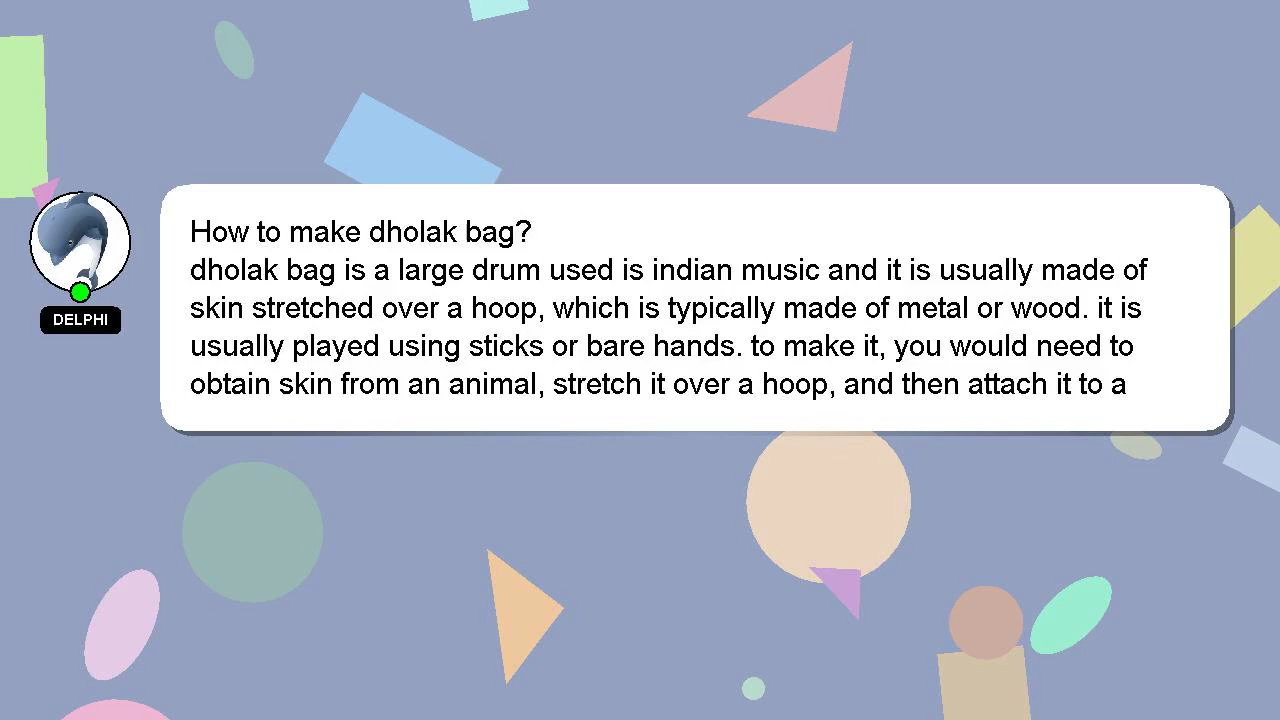 How to make dholak bag?
dholak bag is a large drum used is indian music and it is usually made of
skin stretched over a hoop, which is typically made of metal or wood. it is
usually played using sticks or bare hands. to make it, you would need to
obtain skin from an animal, stretch it over a hoop, and then attach it to a
DELPHI